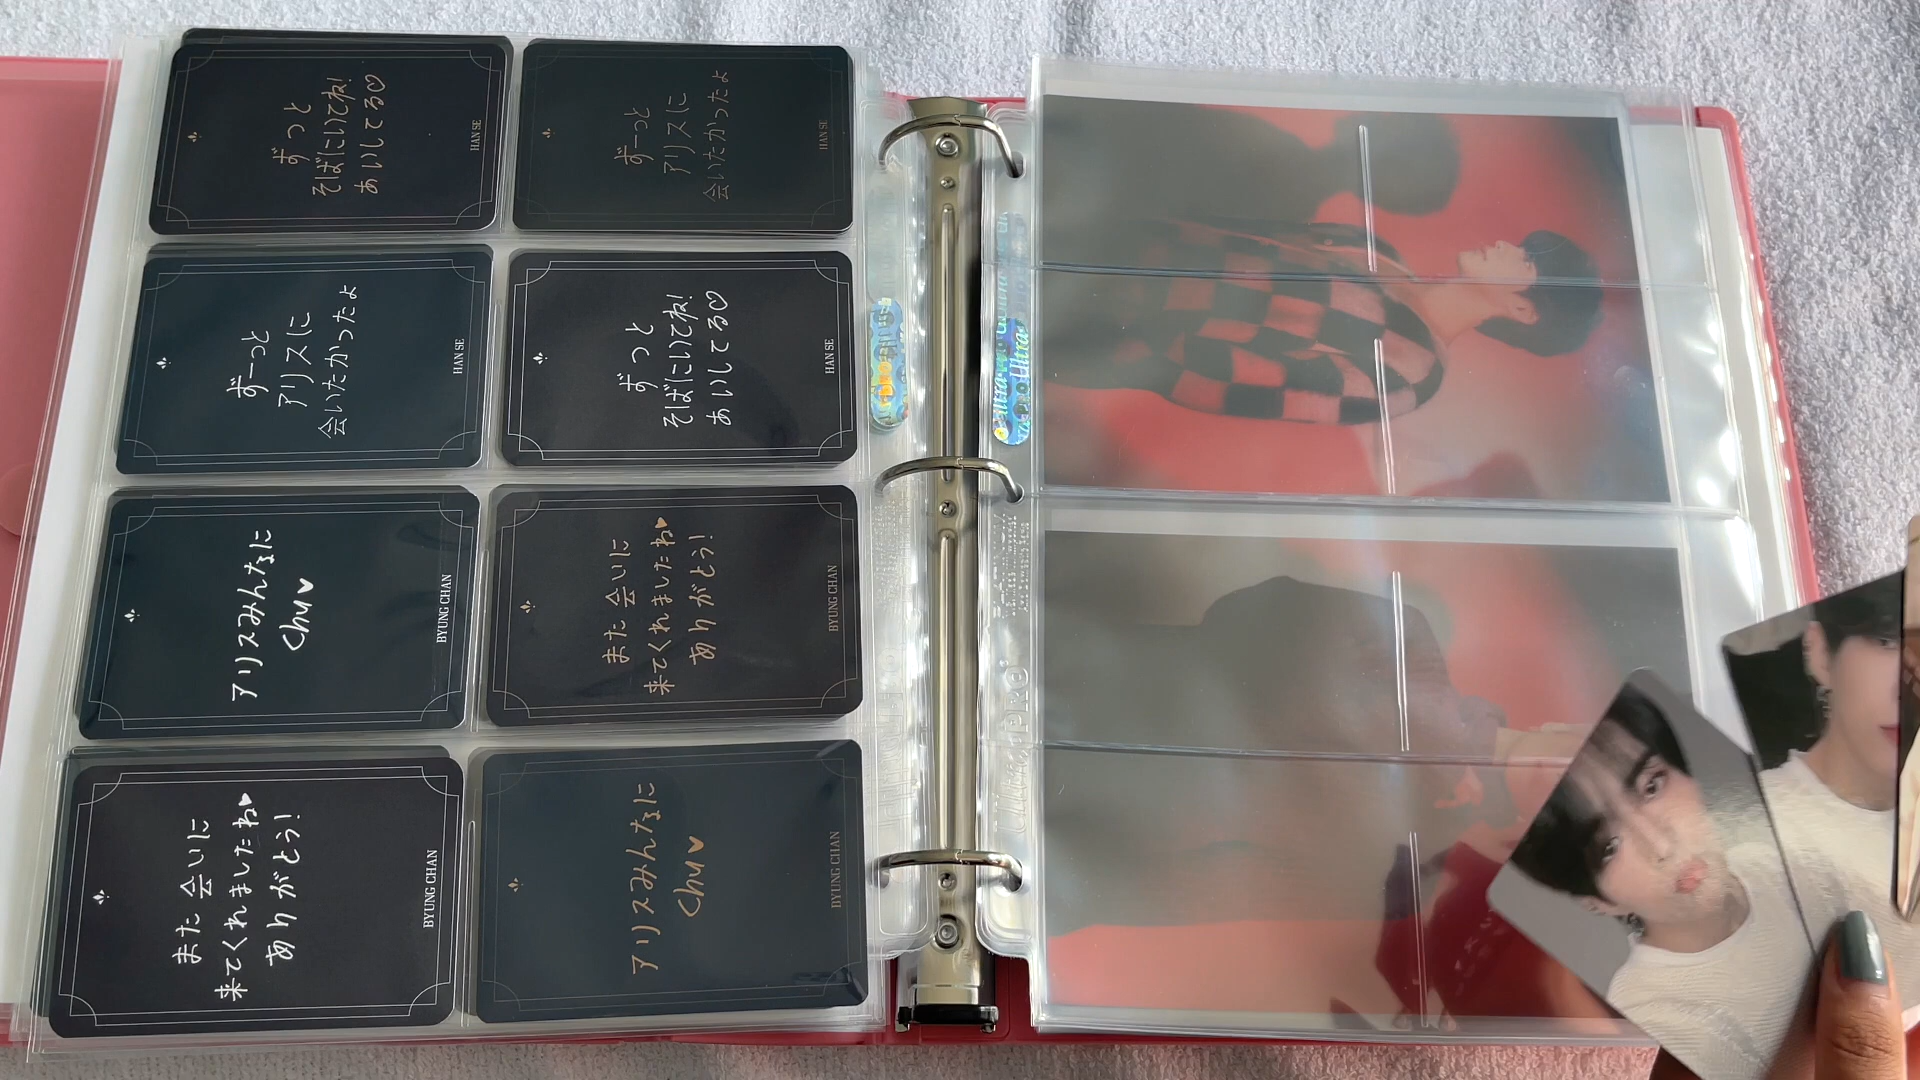 ずっと
そばにいてね!
あいしてる♡
HAN SE
ずーっと
アリスに
会いたかったよ
HAN SE
ずーっと
アリスに
会いたかったよ
HAN SE
ずっと
そばにいてね!
あいしてる♡
HAN SE
アリスみんなに
Chu♥
BYUNG CHAN
また会いに
来てくれましたね♥
ありがとう!
BYUNG CHAN
また会いに
来てくれましたね♥
ありがとう!
BYUNG CHAN
アリスみんなに
Chu♥
BYUNG CHAN
Ultra
Ultra PRO